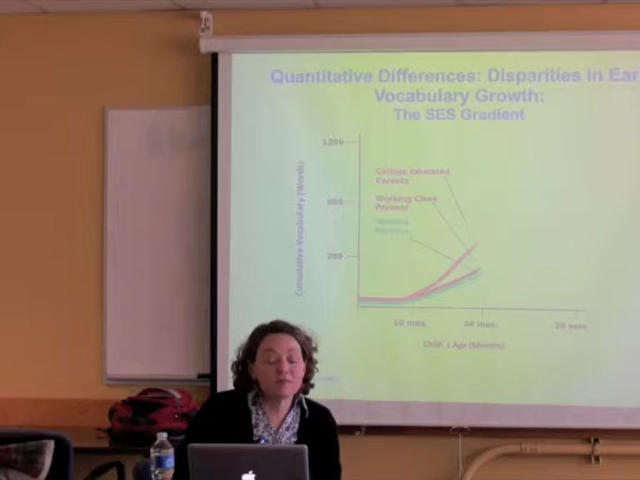 Quantitative Differences: Disparities in Ear
Vocabulary Growth:
The SES Gradient
1200
College Educated
Parents
Working Class
Parents
Cumulative Vocabulary (Words)
200
16 mos.
24 mos.
Child's Age (Months)